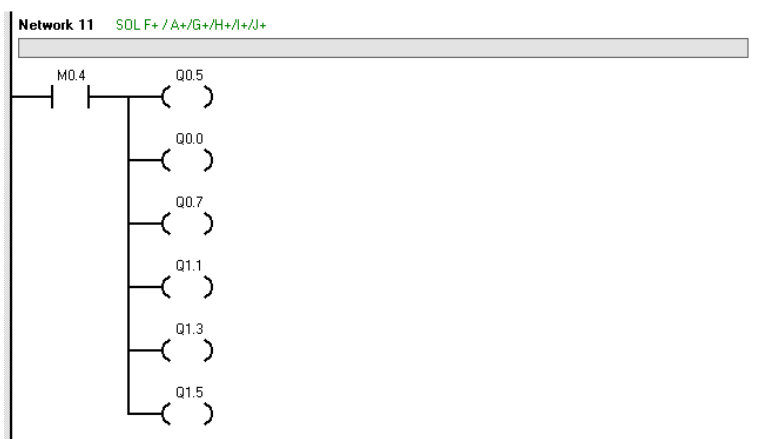 Network 11 SOL F+ / A+/G+/H+/I+/J+
M0.4 Q0.5
Q0.0
Q0.7
Q1.1
Q1.3
Q1.5